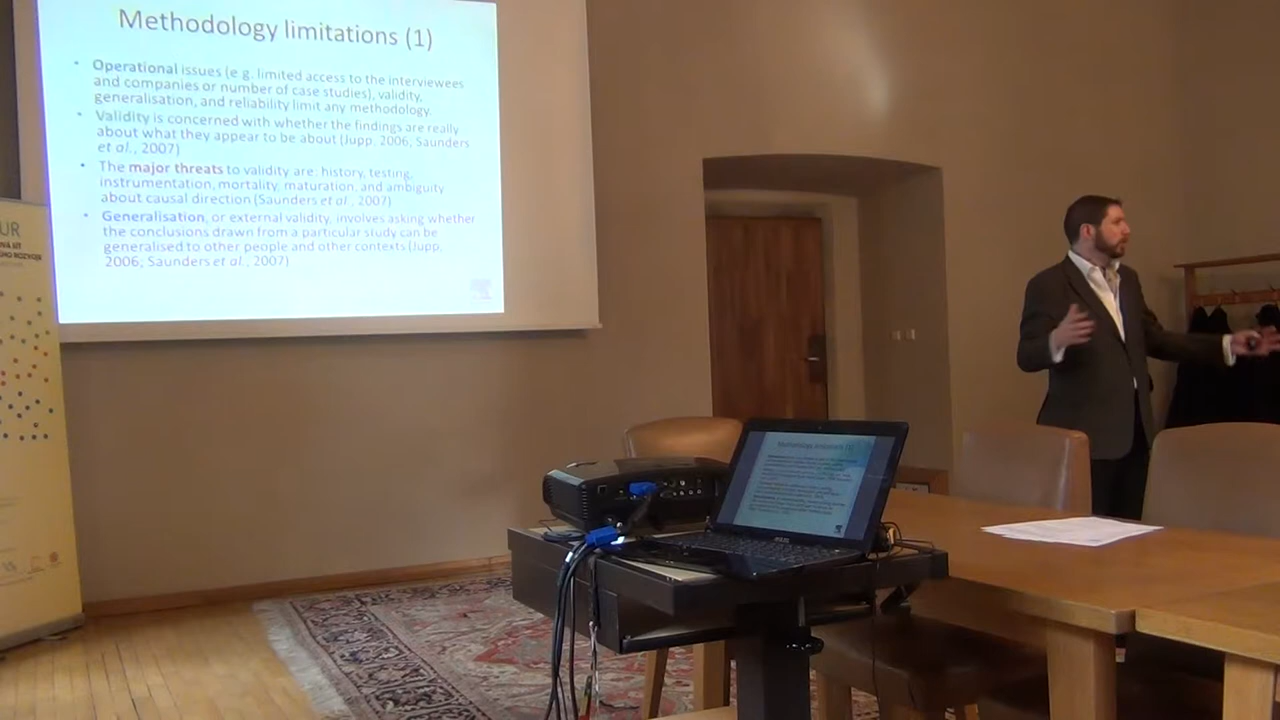 Methodology limitations (1)
• Operational issues (e g. limited access to the interviewees
and companies or number of case studies), validity,
generalisation, and reliability limit any methodology.
• Validity is concerned with whether the findings are really
about what they appear to be about (Jupp, 2006; Saunders
et al., 2007)
• The major threats to validity are: history, testing,
instrumentation, mortality, maturation, and ambiguity
about causal direction (Saunders et al., 2007)
• Generalisation, or external validity, involves asking whether
the conclusions drawn from a particular study can be
generalised to other people and other contexts (Jupp,
2006; Saunders et al., 2007)
UR
Methodology limitations (1)